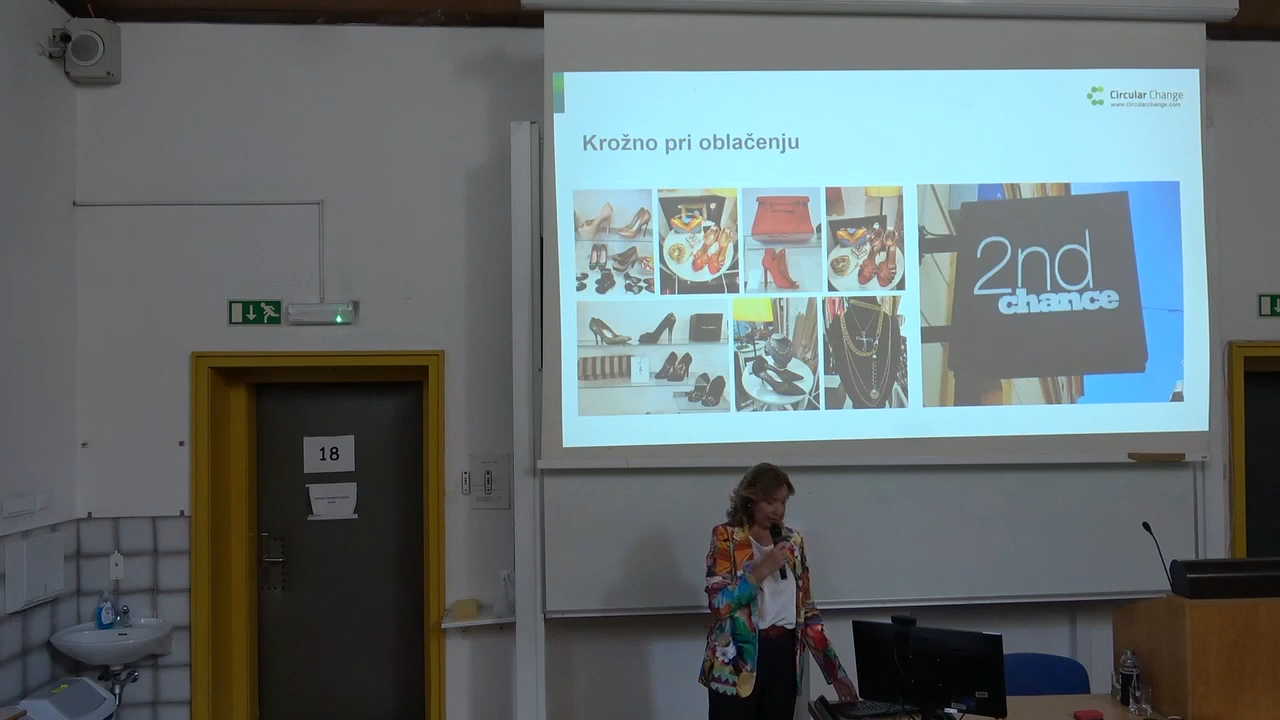 Circular Change
www.circularchange.com
Krožno pri oblačenju
2nd
chance
18